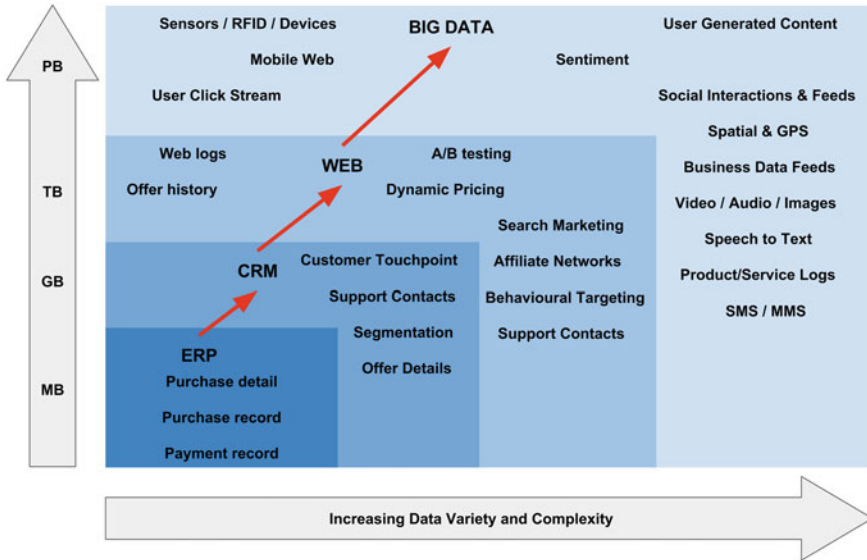 Sensors / RFID / Devices
BIG DATA
User Generated Content
PB
Mobile Web
Sentiment
User Click Stream
Social Interactions & Feeds
Spatial & GPS
Web logs
WEB
A/B testing
Business Data Feeds
TB
Offer history
Dynamic Pricing
Video / Audio / Images
Search Marketing
Speech to Text
CRM
Customer Touchpoint
Affiliate Networks
Product/Service Logs
GB
Support Contacts
Behavioural Targeting
SMS / MMS
Segmentation
Support Contacts
ERP
Offer Details
Purchase detail
MB
Purchase record
Payment record
Increasing Data Variety and Complexity